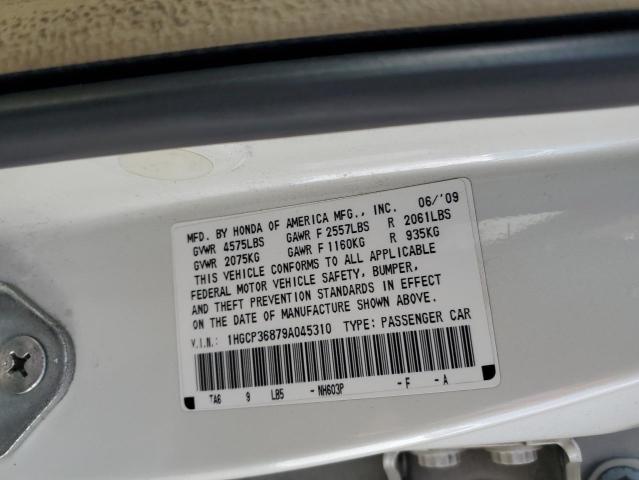 MFD. BY HONDA OF AMERICA MFG., INC. 06/'09
GVWR 4575LBS GAWR F 2557LBS R 2061LBS
GVWR 2075KG GAWR F 1160KG R 935KG
THIS VEHICLE CONFORMS TO ALL APPLICABLE
FEDERAL MOTOR VEHICLE SAFETY, BUMPER,
AND THEFT PREVENTION STANDARDS IN EFFECT
ON THE DATE OF MANUFACTURE SHOWN ABOVE.
V.I.N.: 1HGCP36879A045310 TYPE: PASSENGER CAR
TA6 9 LB5 -NH603P -F -A